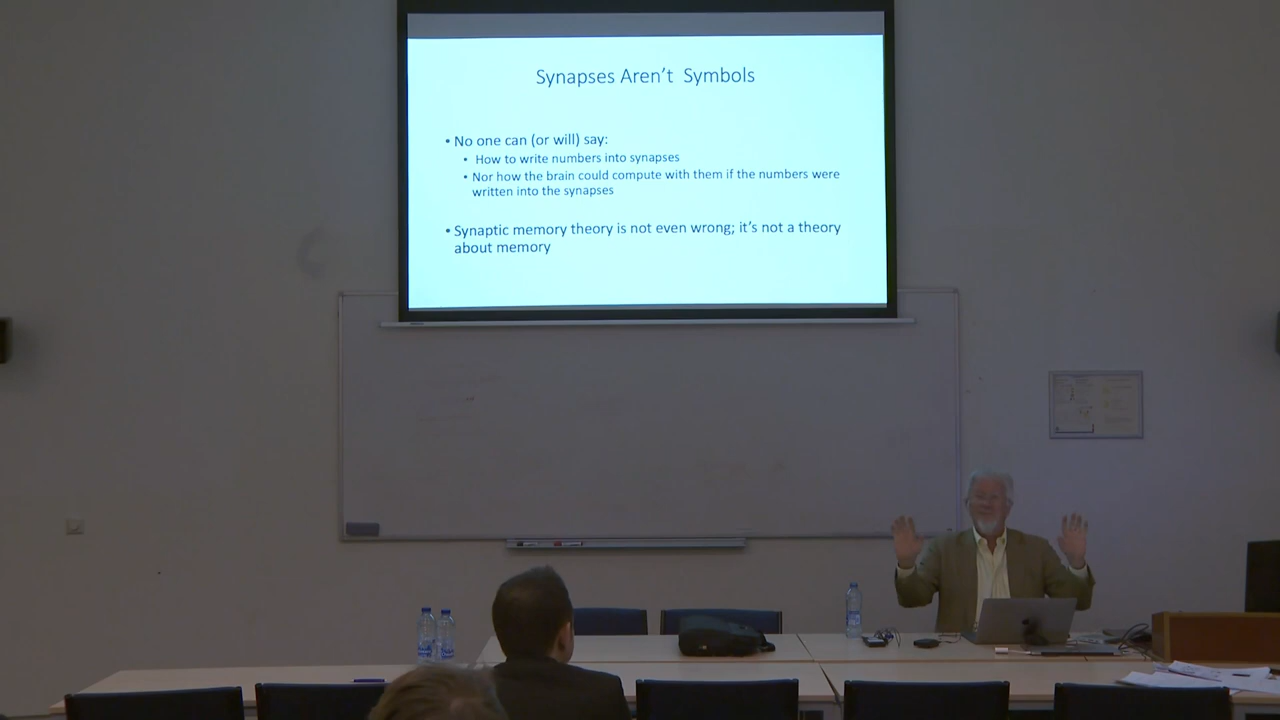 Synapses Aren't Symbols
• No one can (or will) say:
• How to write numbers into synapses
• Nor how the brain could compute with them if the numbers were
written into the synapses
• Synaptic memory theory is not even wrong; it's not a theory
about memory